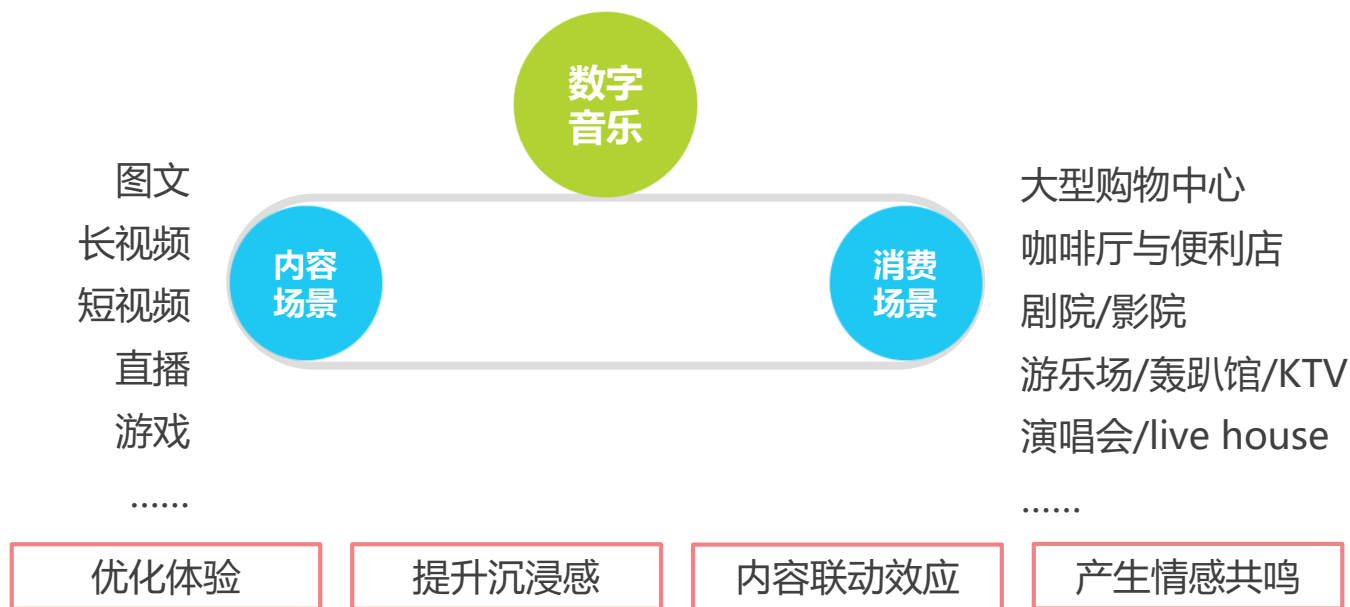 数字
音乐
图文
长视频
短视频
直播
游戏
……
内容
场景
消费
场景
大型购物中心
咖啡厅与便利店
剧院/影院
游乐场/轰趴馆/KTV
演唱会/live house
……
优化体验
提升沉浸感
内容联动效应
产生情感共鸣